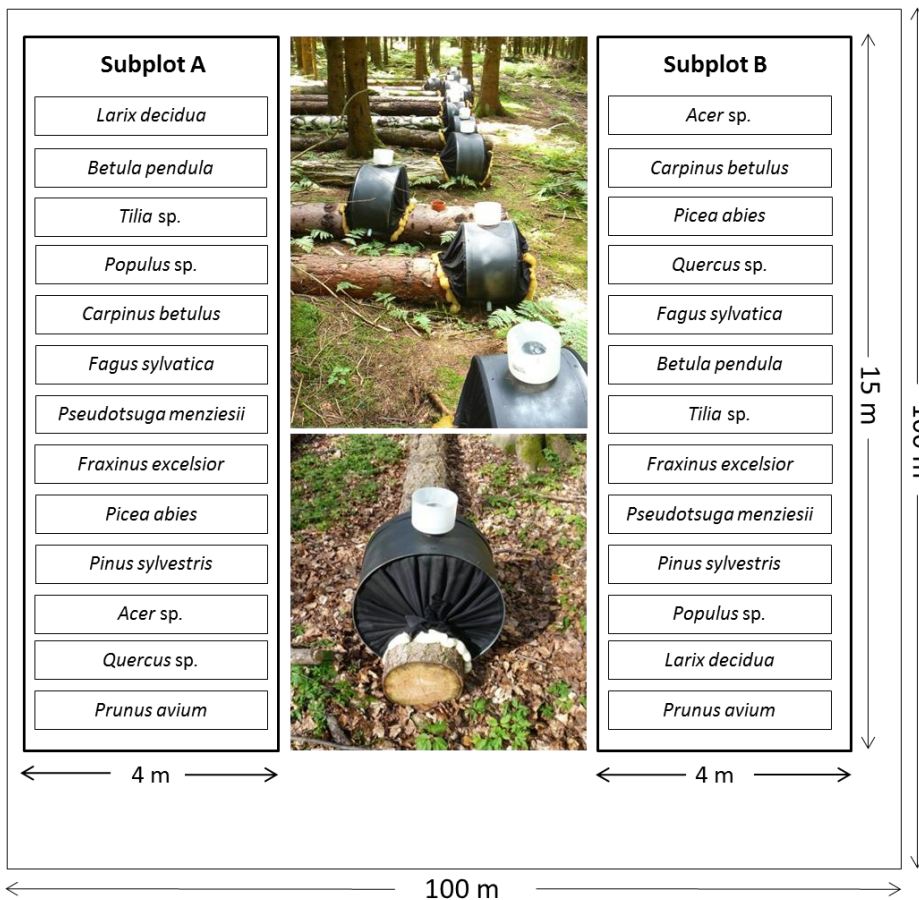 Subplot A
Larix decidua
Betula pendula
Tilia sp.
Populus sp.
Carpinus betulus
Fagus sylvatica
Pseudotsuga menziesii
Fraxinus excelsior
Picea abies
Pinus sylvestris
Acer sp.
Quercus sp.
Prunus avium
4 m
Subplot B
Acer sp.
Carpinus betulus
Picea abies
Quercus sp.
Fagus sylvatica
Betula pendula
Tilia sp.
Fraxinus excelsior
Pseudotsuga menziesii
Pinus sylvestris
Populus sp.
Larix decidua
Prunus avium
4 m
15 m
100 m